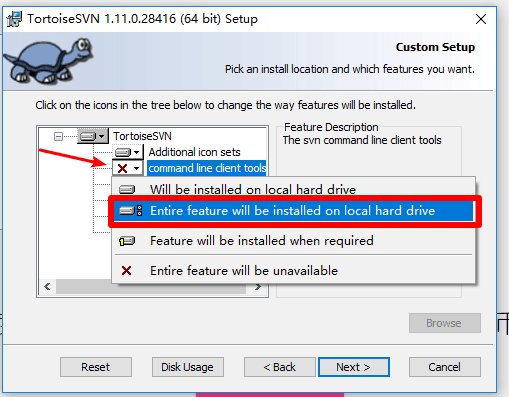 TortoiseSVN 1.11.0.28416 (64 bit) Setup
Custom Setup
Pick an install location and which features you want.
Click on the icons in the tree below to change the way features will be installed.
TortoiseSVN
Additional icon sets
command line client tools
Feature Description
The svn command line client tools
Will be installed on local hard drive
Entire feature will be installed on local hard drive
Feature will be installed when required
Entire feature will be unavailable
Browse
Reset
Disk Usage
< Back
Next >
Cancel